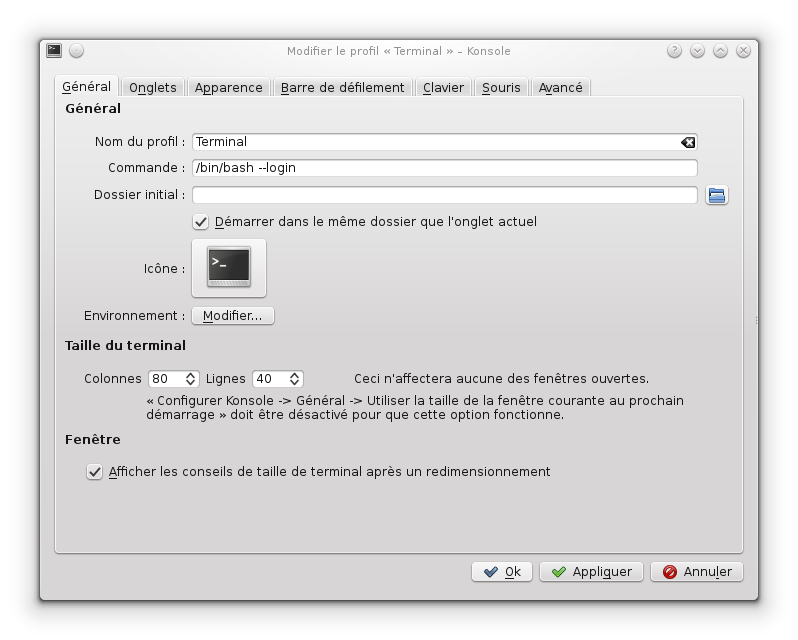 Modifier le profil « Terminal » – Konsole
Général Onglets Apparence Barre de défilement Clavier Souris Avancé
Général
Nom du profil : Terminal
Commande : /bin/bash --login
Dossier initial :
Démarrer dans le même dossier que l'onglet actuel
Icône : >_
Environnement : Modifier...
Taille du terminal
Colonnes 80 Lignes 40 Ceci n'affectera aucune des fenêtres ouvertes.
« Configurer Konsole -> Général -> Utiliser la taille de la fenêtre courante au prochain
démarrage » doit être désactivé pour que cette option fonctionne.
Fenêtre
Afficher les conseils de taille de terminal après un redimensionnement
Ok Appliquer Annuler